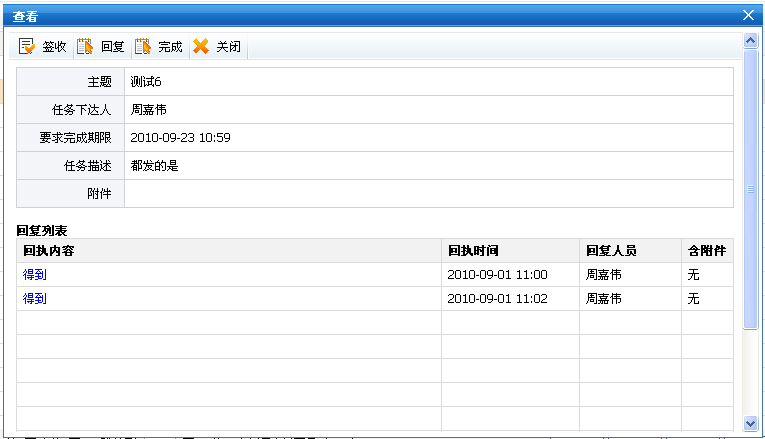 查看
签收 回复 完成 关闭
主题 测试6
任务下达人 周嘉伟
要求完成期限 2010-09-23 10:59
任务描述 都发的是
附件
回复列表
回执内容 回执时间 回复人员 含附件
得到 2010-09-01 11:00 周嘉伟 无
得到 2010-09-01 11:02 周嘉伟 无